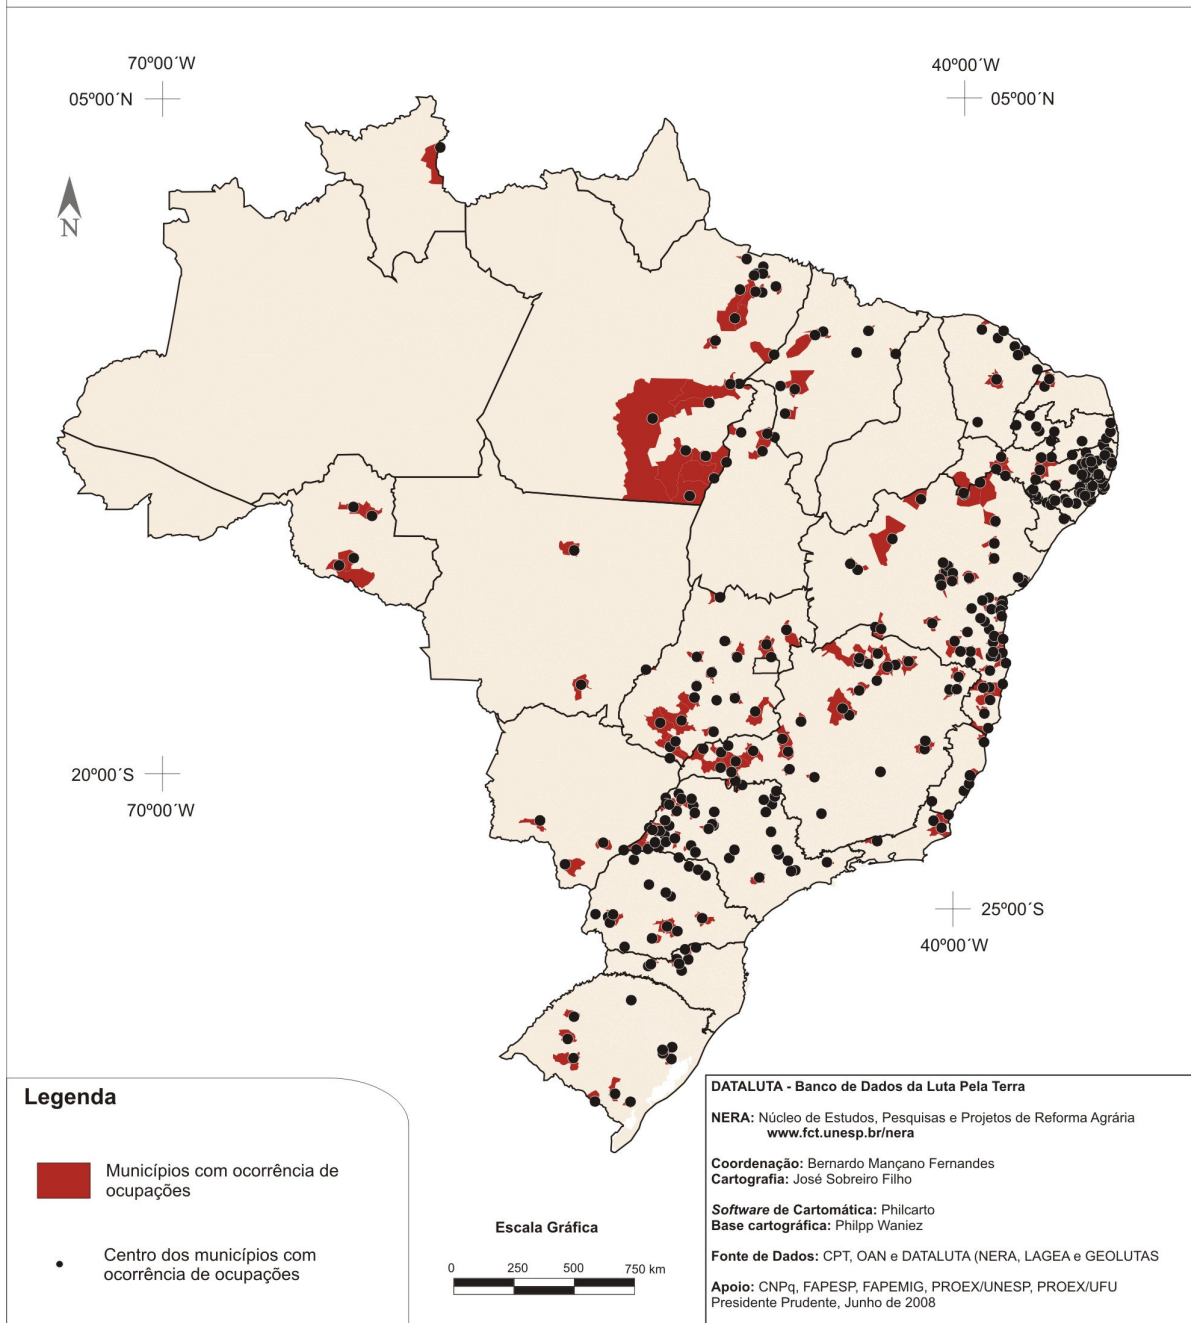 70º00´W
40º00´W
05º00´N
05º00´N
N
20º00´S
70º00´W
25º00´S
40º00´W
Legenda
Municípios com ocorrência de
ocupações
Centro dos municípios com
ocorrência de ocupações
Escala Gráfica
0 250 500 750 km
DATALUTA - Banco de Dados da Luta Pela Terra
NERA: Núcleo de Estudos, Pesquisas e Projetos de Reforma Agrária
www.fct.unesp.br/nera
Coordenação: Bernardo Mançano Fernandes
Cartografia: José Sobreiro Filho
Software de Cartomática: Philcarto
Base cartográfica: Philpp Waniez
Fonte de Dados: CPT, OAN e DATALUTA (NERA, LAGEA e GEOLUTAS
Apoio: CNPq, FAPESP, FAPEMIG, PROEX/UNESP, PROEX/UFU
Presidente Prudente, Junho de 2008